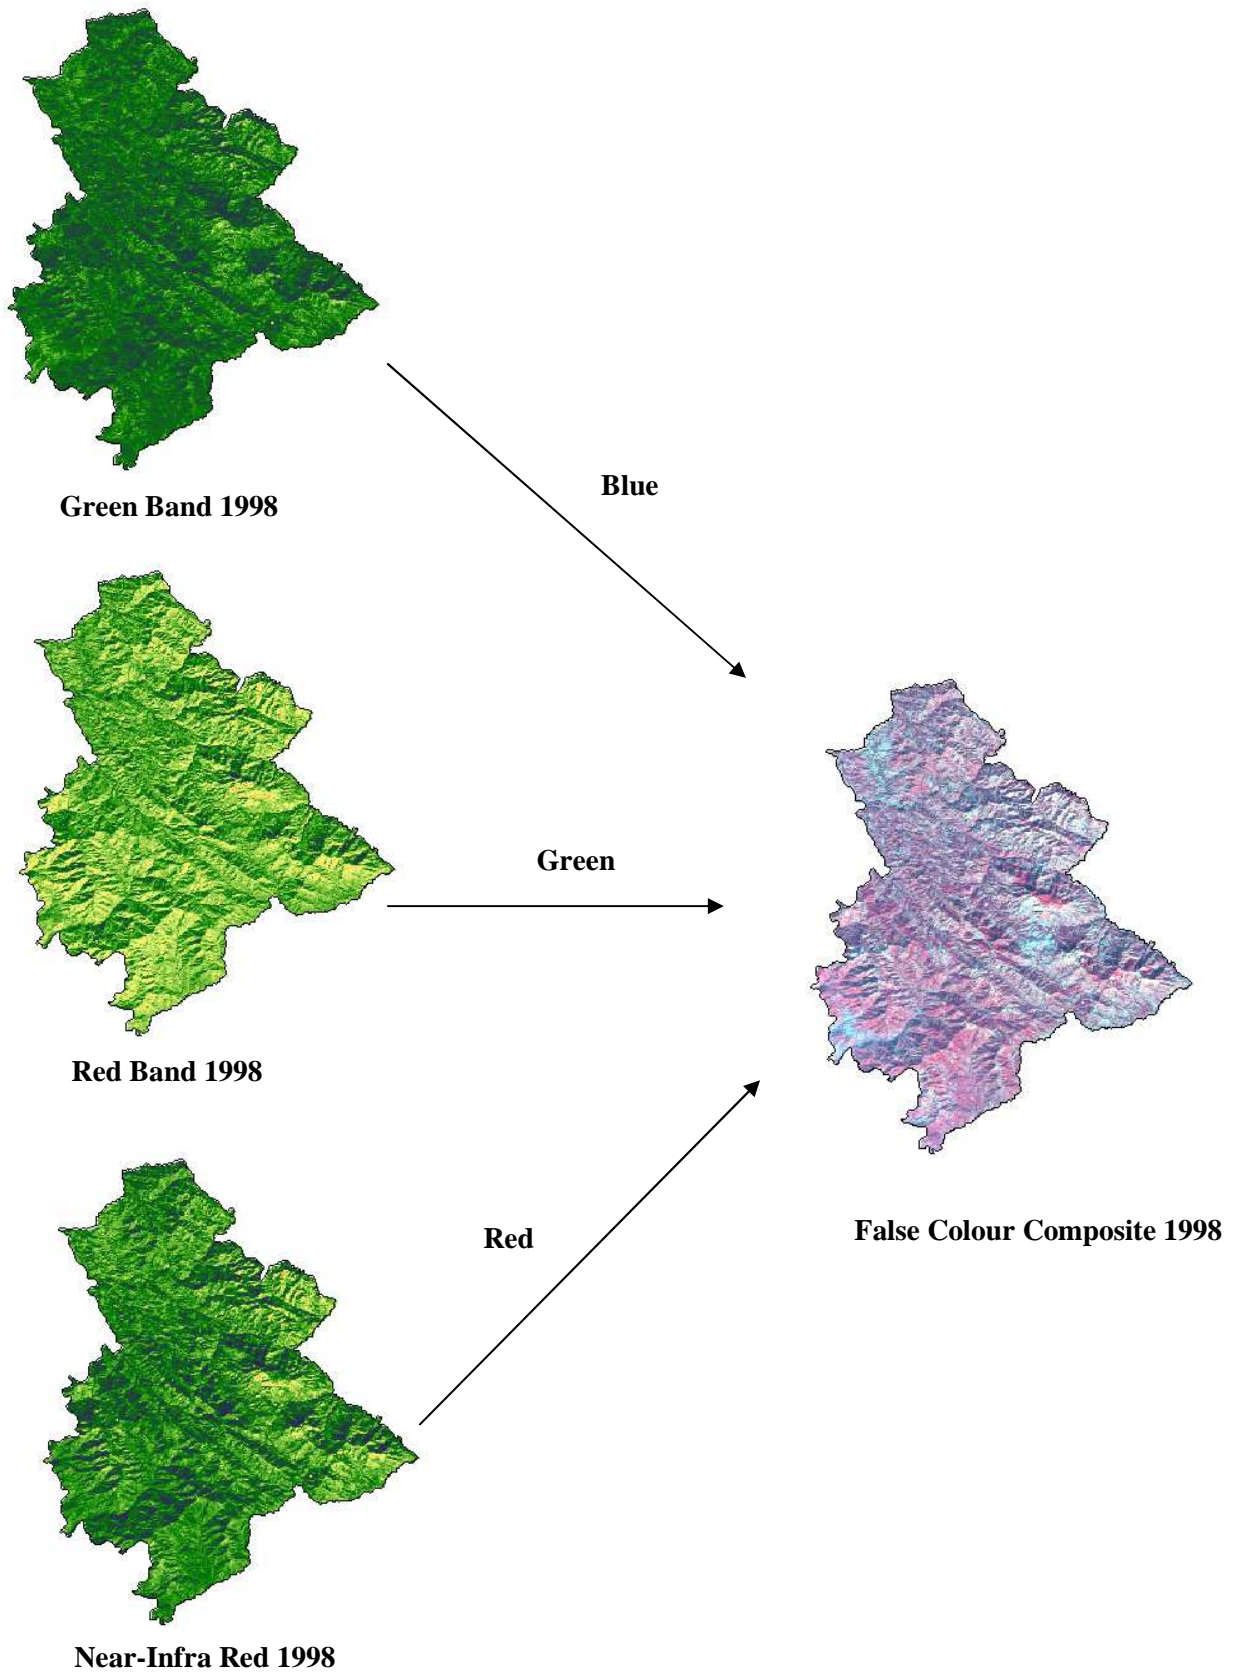 Blue
Green Band 1998
Green
Red Band 1998
Red
False Colour Composite 1998
Near-Infra Red 1998